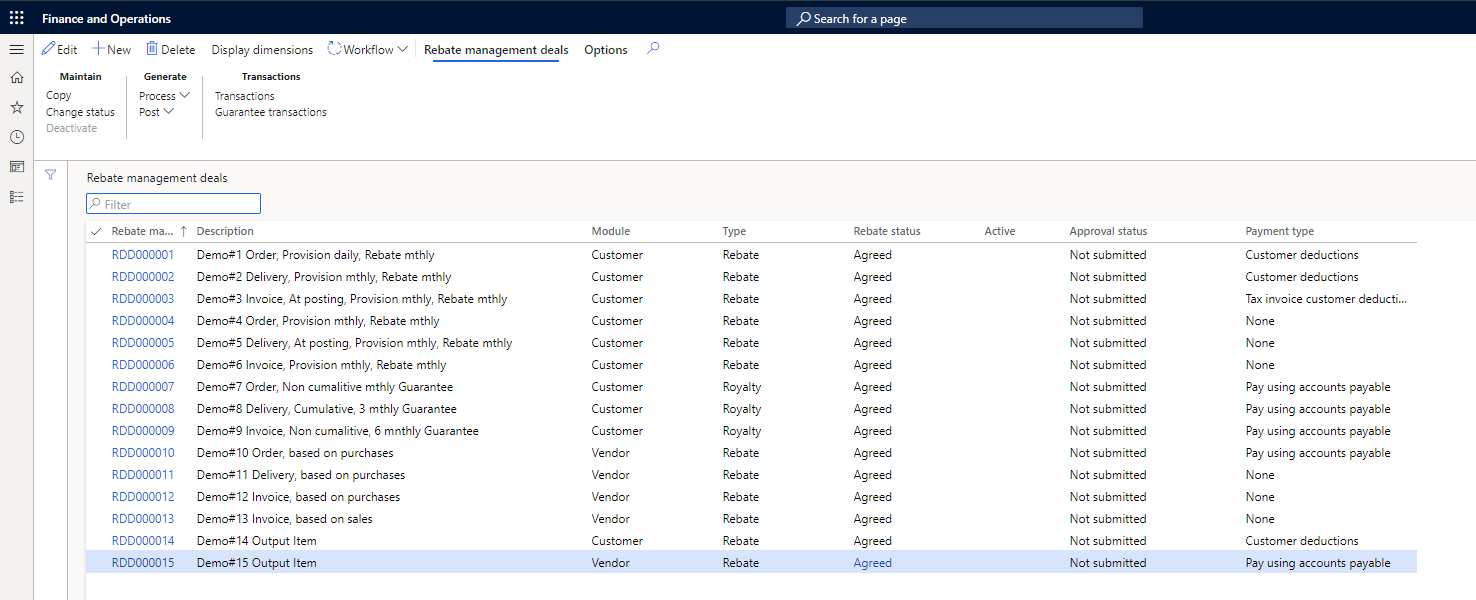 Finance and Operations Search for a page
Edit New Delete Display dimensions Workflow Rebate management deals Options
Maintain Generate Transactions
Copy Process Transactions
Change status Post Guarantee transactions
Deactivate
Rebate management deals
Filter
Rebate ma... Description Module Type Rebate status Active Approval status Payment type
RDD000001 Demo#1 Order, Provision daily, Rebate mthly Customer Rebate Agreed Not submitted Customer deductions
RDD000002 Demo#2 Delivery, Provision mthly, Rebate mthly Customer Rebate Agreed Not submitted Customer deductions
RDD000003 Demo#3 Invoice, At posting, Provision mthly, Rebate mthly Customer Rebate Agreed Not submitted Tax invoice customer deducti...
RDD000004 Demo#4 Order, Provision mthly, Rebate mthly Customer Rebate Agreed Not submitted None
RDD000005 Demo#5 Delivery, At posting, Provision mthly, Rebate mthly Customer Rebate Agreed Not submitted None
RDD000006 Demo#6 Invoice, Provision mthly, Rebate mthly Customer Rebate Agreed Not submitted None
RDD000007 Demo#7 Order, Non cumalitive mthly Guarantee Customer Royalty Agreed Not submitted Pay using accounts payable
RDD000008 Demo#8 Delivery, Cumulative, 3 mthly Guarantee Customer Royalty Agreed Not submitted Pay using accounts payable
RDD000009 Demo#9 Invoice, Non cumalitive, 6 mnthly Guarantee Customer Royalty Agreed Not submitted Pay using accounts payable
RDD000010 Demo#10 Order, based on purchases Vendor Rebate Agreed Not submitted Pay using accounts payable
RDD000011 Demo#11 Delivery, based on purchases Vendor Rebate Agreed Not submitted None
RDD000012 Demo#12 Invoice, based on purchases Vendor Rebate Agreed Not submitted None
RDD000013 Demo#13 Invoice, based on sales Vendor Rebate Agreed Not submitted None
RDD000014 Demo#14 Output Item Customer Rebate Agreed Not submitted Customer deductions
RDD000015 Demo#15 Output Item Vendor Rebate Agreed Not submitted Pay using accounts payable